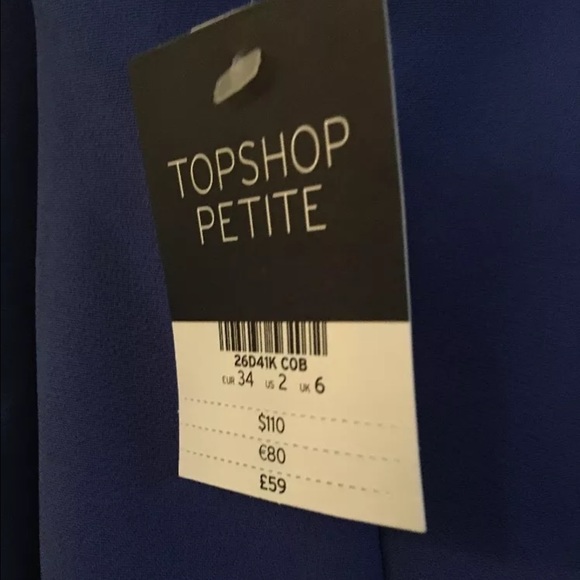 TOPSHOP
PETITE
26D41K COB
EUR 34 US 2 UK 6
$110
€80
£59